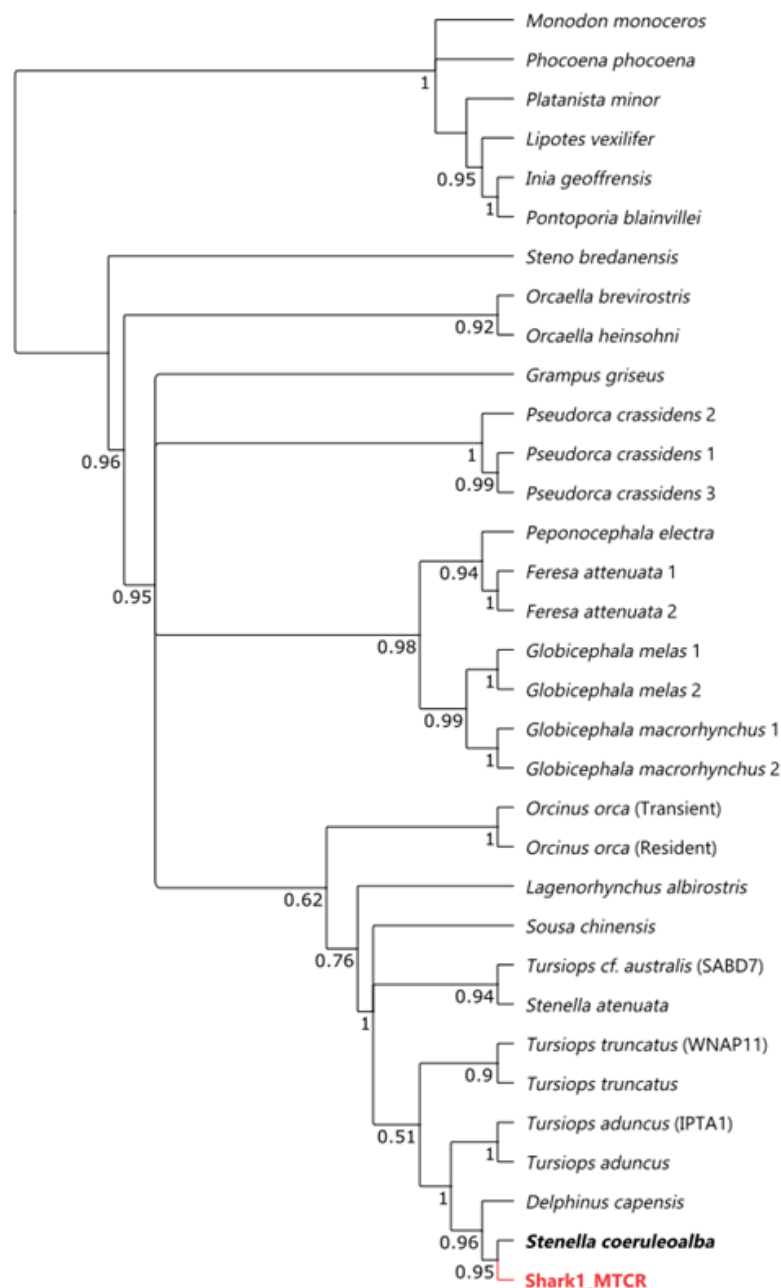 Monodon monoceros
Phocoena phocoena
1
Platanista minor
Lipotes vexilifer
0.95
Inia geoffrensis
1
Pontoporia blainvillei
Steno bredanensis
Orcaella brevirostris
0.92
Orcaella heinsohni
Grampus griseus
Pseudorca crassidens 2
1
Pseudorca crassidens 1
0.96
0.99
Pseudorca crassidens 3
Peponocephala electra
0.94
Feresa attenuata 1
0.95
1
Feresa attenuata 2
0.98
Globicephala melas 1
1
Globicephala melas 2
0.99
Globicephala macrorhynchus 1
1
Globicephala macrorhynchus 2
Orcinus orca (Transient)
1
Orcinus orca (Resident)
0.62
Lagenorhynchus albirostris
Sousa chinensis
0.76
Tursiops cf. australis (SABD7)
0.94
Stenella atenuata
1
Tursiops truncatus (WNAP11)
0.9
Tursiops truncatus
Tursiops aduncus (IPTA1)
0.51
1
Tursiops aduncus
1
Delphinus capensis
0.96
Stenella coeruleoalba
0.95
Shark1_MTCR